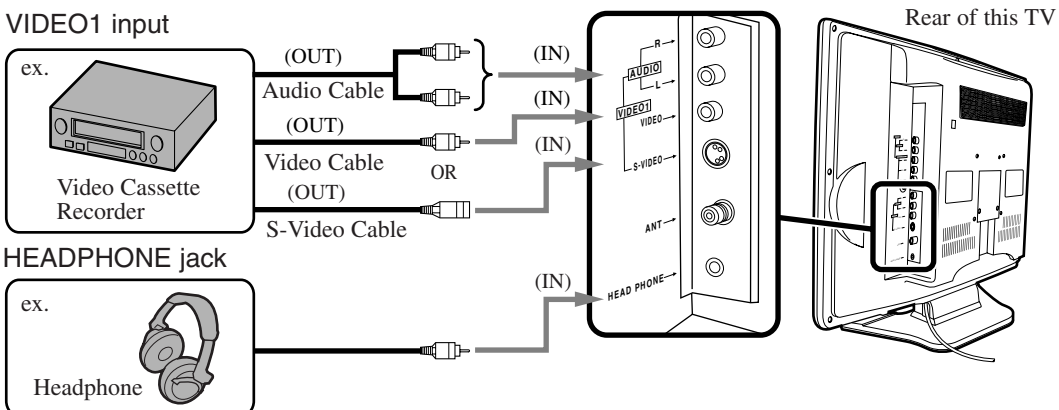 VIDEO1 input
Rear of this TV
ex.
Video Cassette
Recorder
(OUT)
Audio Cable
(OUT)
Video Cable
OR
(OUT)
S-Video Cable
(IN)
(IN)
(IN)
R
AUDIO
L
VIDEO1
VIDEO
S-VIDEO
ANT
HEAD PHONE
HEADPHONE jack
ex.
Headphone
(IN)